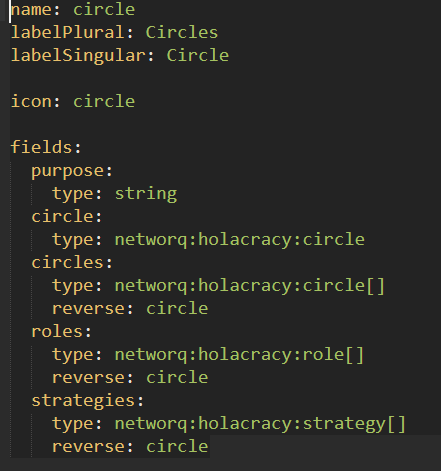 name: circle
labelPlural: Circles
labelSingular: Circle

icon: circle

fields:
  purpose:
    type: string
  circle:
    type: networq:holacracy:circle
  circles:
    type: networq:holacracy:circle[]
    reverse: circle
  roles:
    type: networq:holacracy:role[]
    reverse: circle
  strategies:
    type: networq:holacracy:strategy[]
    reverse: circle